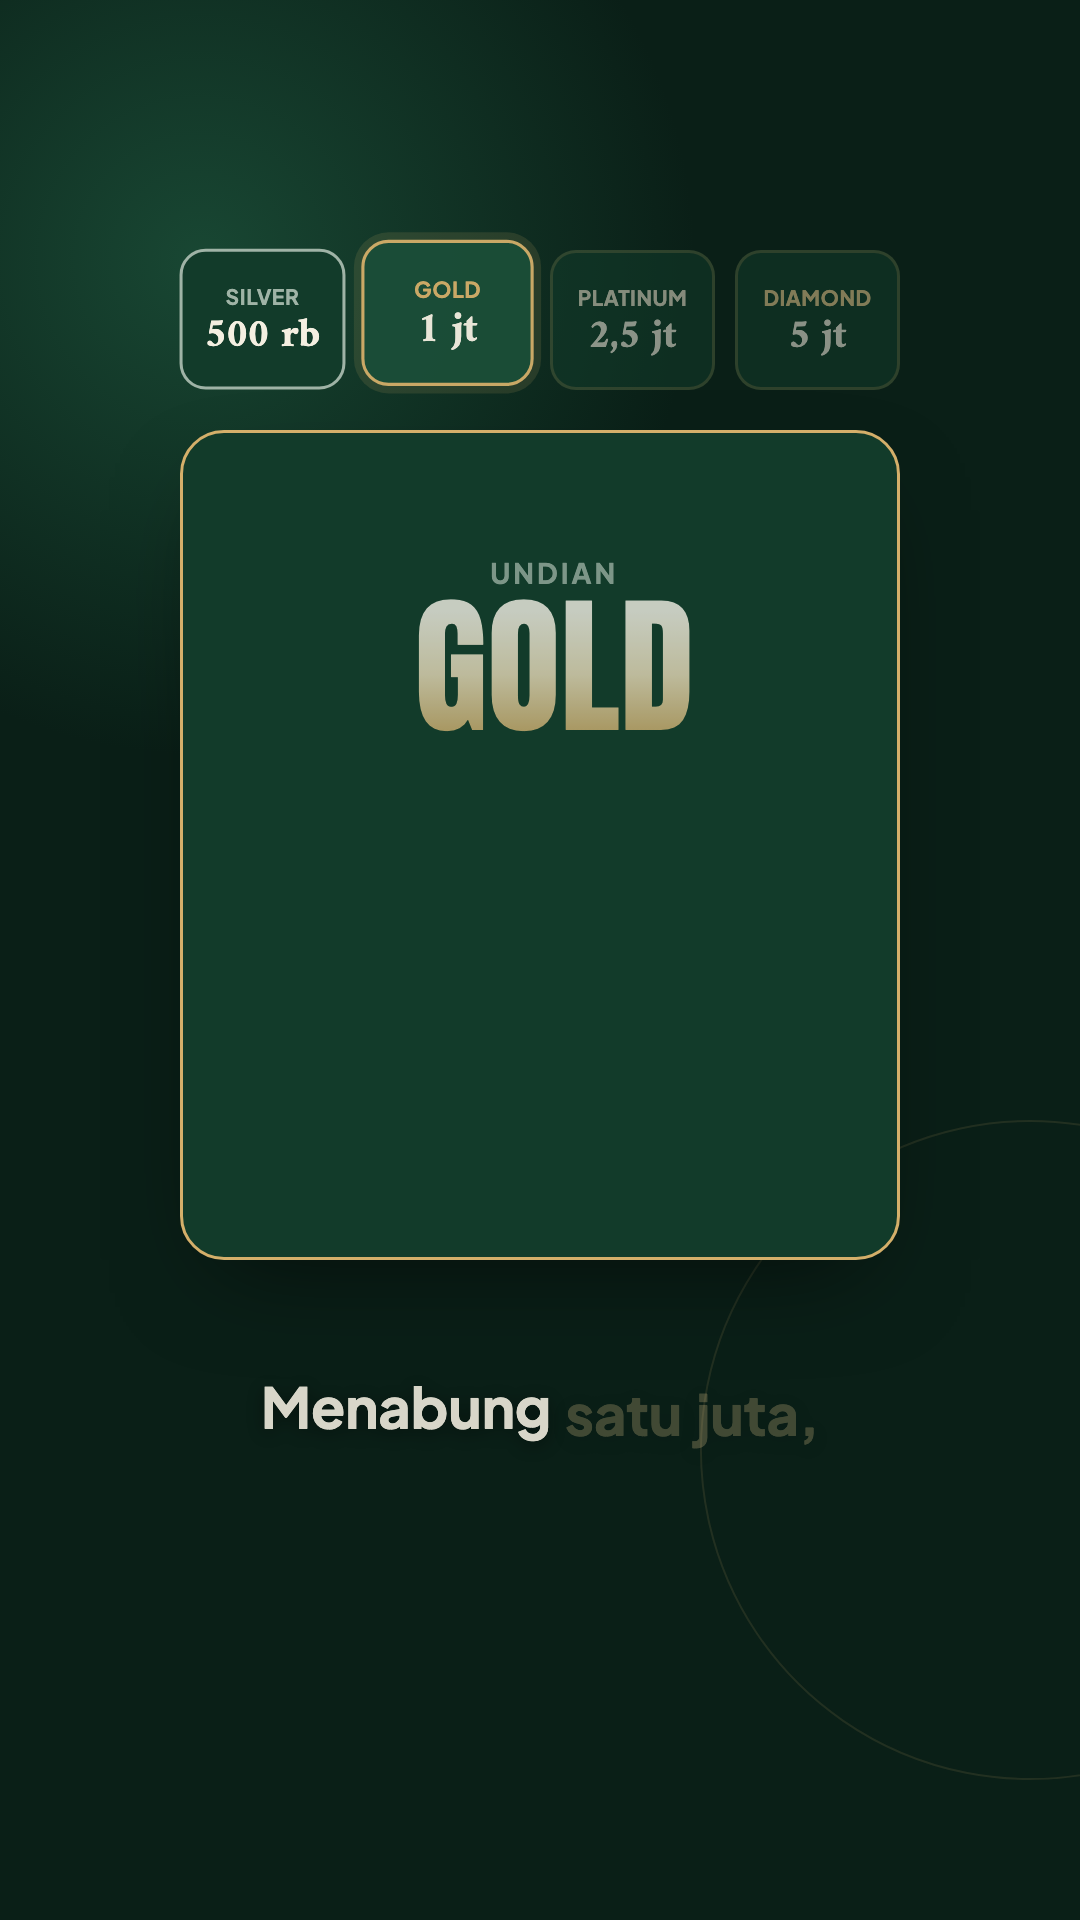 SILVER
500 rb
GOLD
1 jt
PLATINUM
2,5 jt
DIAMOND
5 jt
UNDIAN
GOLD
Menabung satu juta,